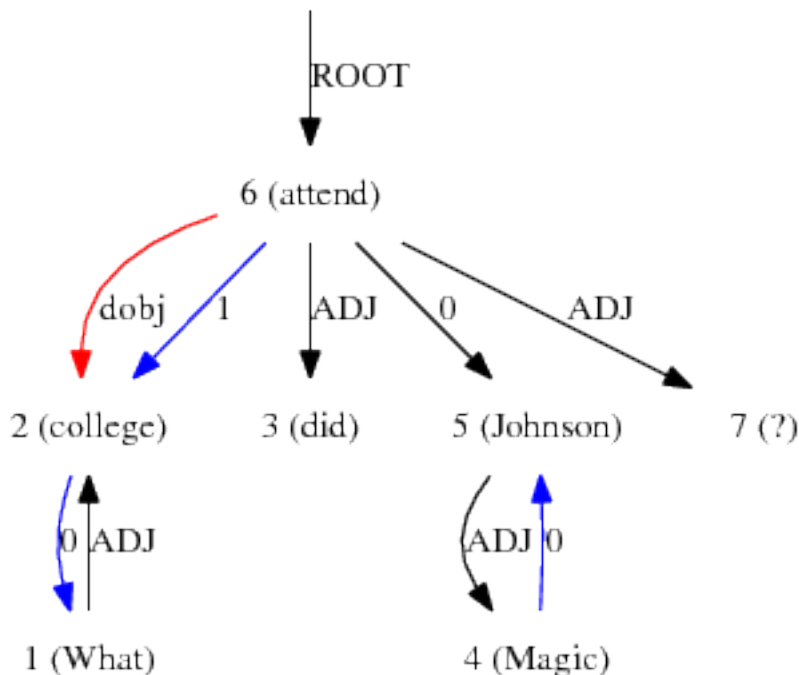 ROOT
6 (attend)
dobj 1 ADJ 0 ADJ
2 (college) 3 (did) 5 (Johnson) 7 (?)
0 ADJ ADJ 0
1 (What) 4 (Magic)